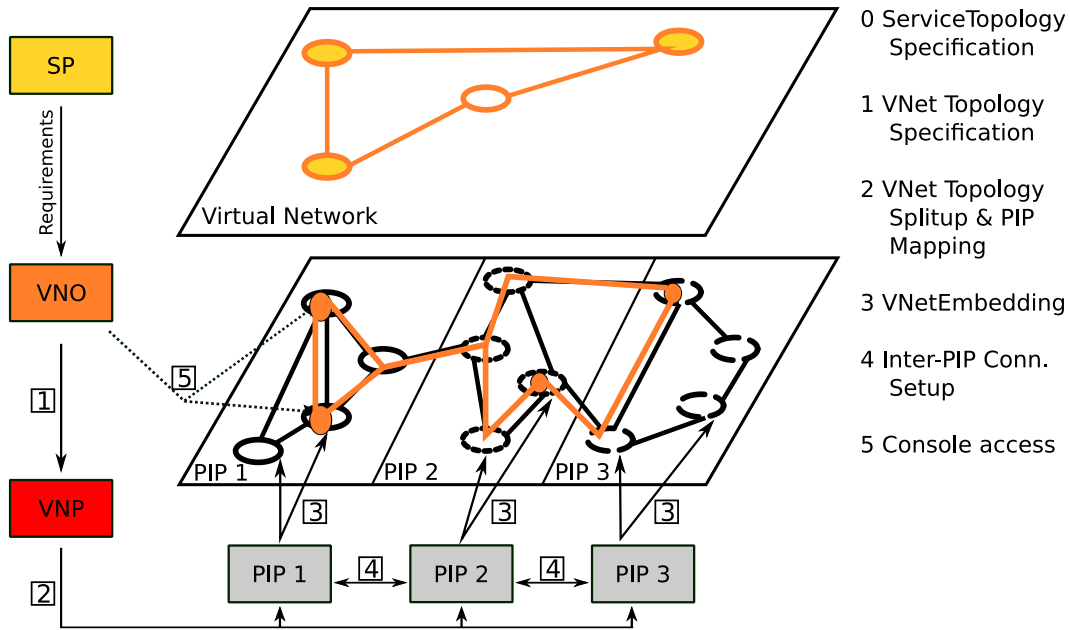 SP
Requirements
VNO
1
VNP
2
Virtual Network
5
PIP 1
PIP 2
PIP 3
3
3
3
PIP 1
4
PIP 2
4
PIP 3
0 ServiceTopology
Specification
1 VNet Topology
Specification
2 VNet Topology
Splitup & PIP
Mapping
3 VNetEmbedding
4 Inter-PIP Conn.
Setup
5 Console access